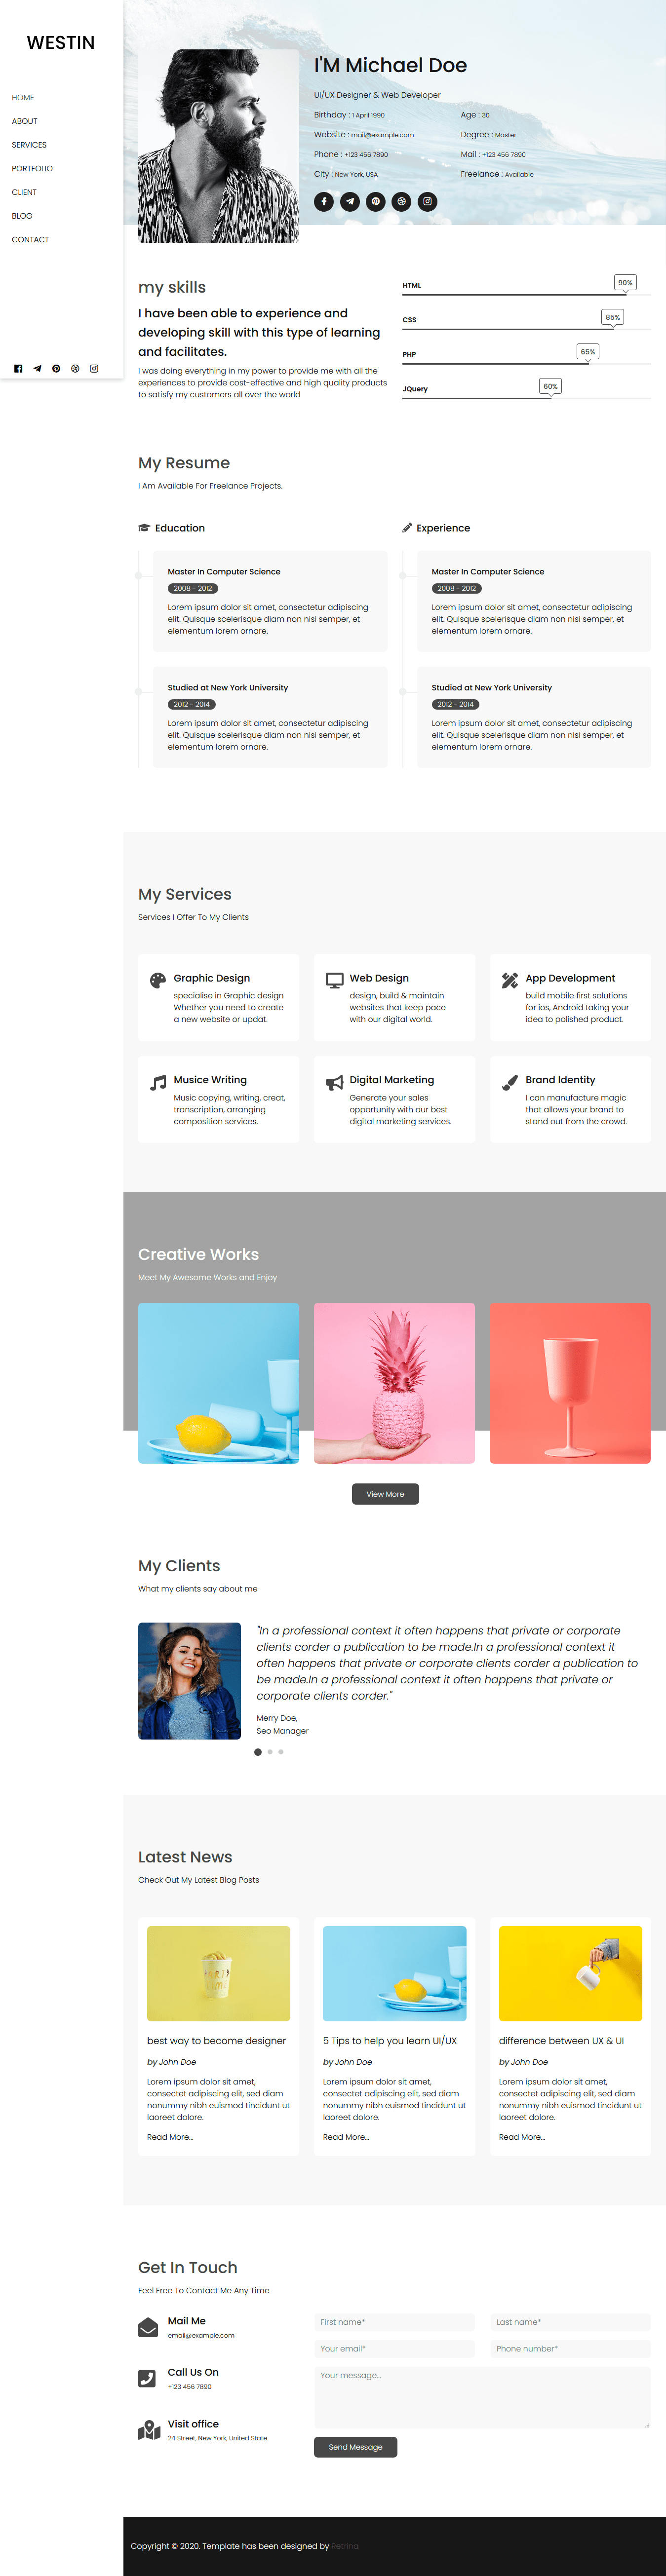 WESTIN
HOME
ABOUT
SERVICES
PORTFOLIO
CLIENT
BLOG
CONTACT
I'M Michael Doe
UI/UX Designer & Web Developer
Birthday : 1 April 1990
Age : 30
Website : mail@example.com
Degree : Master
Phone : +123 456 7890
Mail : +123 456 7890
City : New York, USA
Freelance : Available
my skills
I have been able to experience and
developing skill with this type of learning
and facilitates.
I was doing everything in my power to provide me with all the
experiences to provide cost-effective and high quality products
to satisfy my customers all over the world
HTML
90%
CSS
85%
PHP
65%
JQuery
60%
My Resume
I Am Available For Freelance Projects.
Education
Master In Computer Science
2008 - 2012
Lorem ipsum dolor sit amet, consectetur adipiscing
elit. Quisque scelerisque diam non nisi semper, et
elementum lorem ornare.
Studied at New York University
2012 - 2014
Lorem ipsum dolor sit amet, consectetur adipiscing
elit. Quisque scelerisque diam non nisi semper, et
elementum lorem ornare.
Experience
Master In Computer Science
2008 - 2012
Lorem ipsum dolor sit amet, consectetur adipiscing
elit. Quisque scelerisque diam non nisi semper, et
elementum lorem ornare.
Studied at New York University
2012 - 2014
Lorem ipsum dolor sit amet, consectetur adipiscing
elit. Quisque scelerisque diam non nisi semper, et
elementum lorem ornare.
My Services
Services I Offer To My Clients
Graphic Design
specialise in Graphic design
Whether you need to create
a new website or updat.
Web Design
design, build & maintain
websites that keep pace
with our digital world.
App Development
build mobile first solutions
for ios, Android taking your
idea to polished product.
Musice Writing
Music copying, writing, creat,
transcription, arranging
composition services.
Digital Marketing
Generate your sales
opportunity with our best
digital marketing services.
Brand Identity
I can manufacture magic
that allows your brand to
stand out from the crowd.
Creative Works
Meet My Awesome Works and Enjoy
View More
My Clients
What my clients say about me
"In a professional context it often happens that private or corporate
clients corder a publication to be made.In a professional context it
often happens that private or corporate clients corder a publication to
be made.In a professional context it often happens that private or
corporate clients corder."
Merry Doe,
Seo Manager
Latest News
Check Out My Latest Blog Posts
PARTY
TIME
best way to become designer
by John Doe
Lorem ipsum dolor sit amet,
consectet adipiscing elit, sed diam
nonummy nibh euismod tincidunt ut
laoreet dolore.
Read More...
5 Tips to help you learn UI/UX
by John Doe
Lorem ipsum dolor sit amet,
consectet adipiscing elit, sed diam
nonummy nibh euismod tincidunt ut
laoreet dolore.
Read More...
difference between UX & UI
by John Doe
Lorem ipsum dolor sit amet,
consectet adipiscing elit, sed diam
nonummy nibh euismod tincidunt ut
laoreet dolore.
Read More...
Get In Touch
Feel Free To Contact Me Any Time
Mail Me
email@example.com
Call Us On
+123 456 7890
Visit office
24 Street, New York, United State.
First name*
Last name*
Your email*
Phone number*
Your message...
Send Message
Copyright © 2020. Template has been designed by Retrina